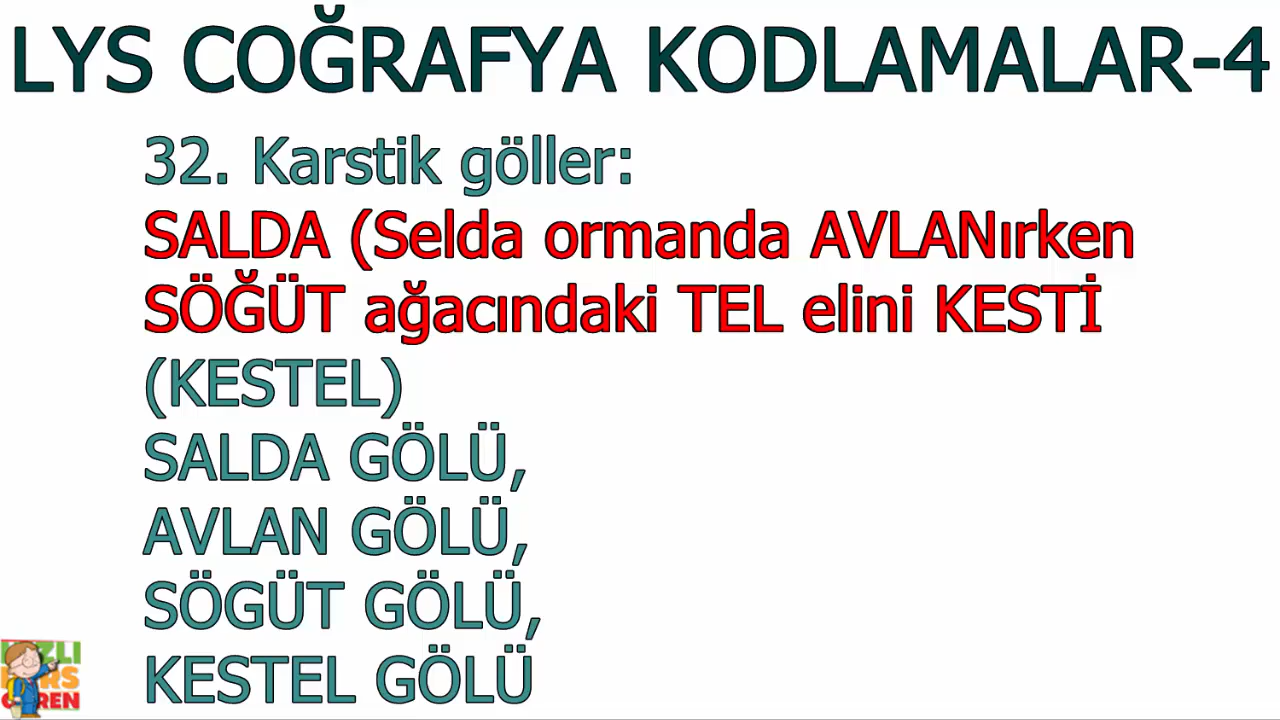 LYS COĞRAFYA KODLAMALAR-4
32. Karstik göller:
SALDA (Selda ormanda AVLANırken
SÖĞÜT ağacındaki TEL elini KESTİ
(KESTEL)
SALDA GÖLÜ,
AVLAN GÖLÜ,
SÖGÜT GÖLÜ,
KESTEL GÖLÜ